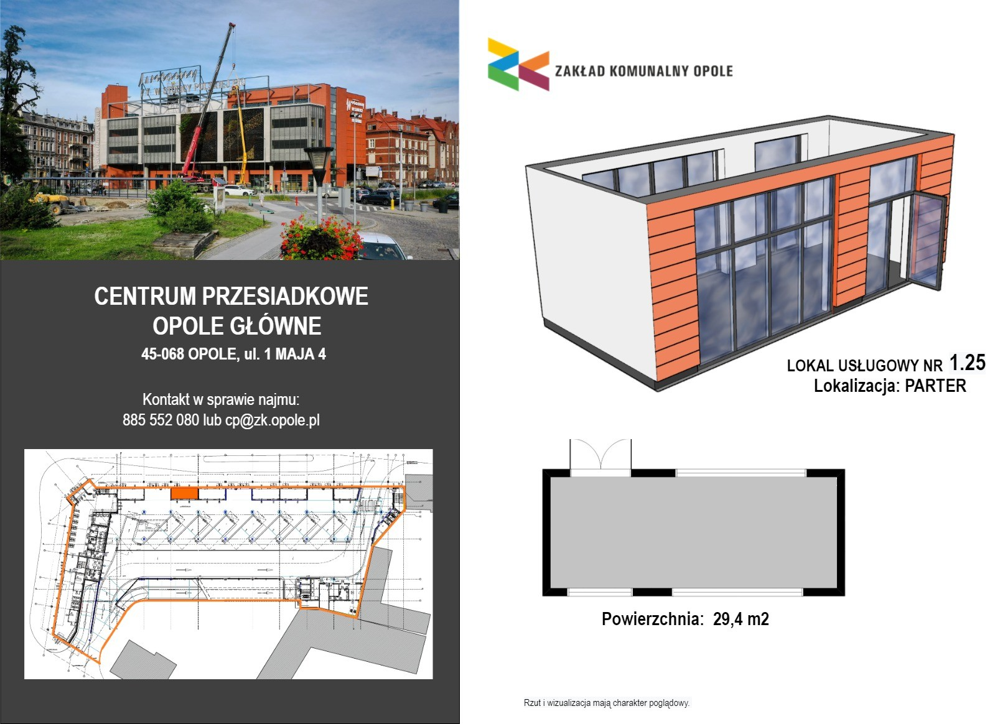 CENTRUM PRZESIADKOWE
OPOLE GŁÓWNE
45-068 OPOLE, ul. 1 MAJA 4
Kontakt w sprawie najmu:
885 552 080 lub cp@zk.opole.pl
ZAKŁAD KOMUNALNY OPOLE
LOKAL USŁUGOWY NR 1.25
Lokalizacja: PARTER
Powierzchnia: 29,4 m2
Rzut i wizualizacja mają charakter poglądowy.